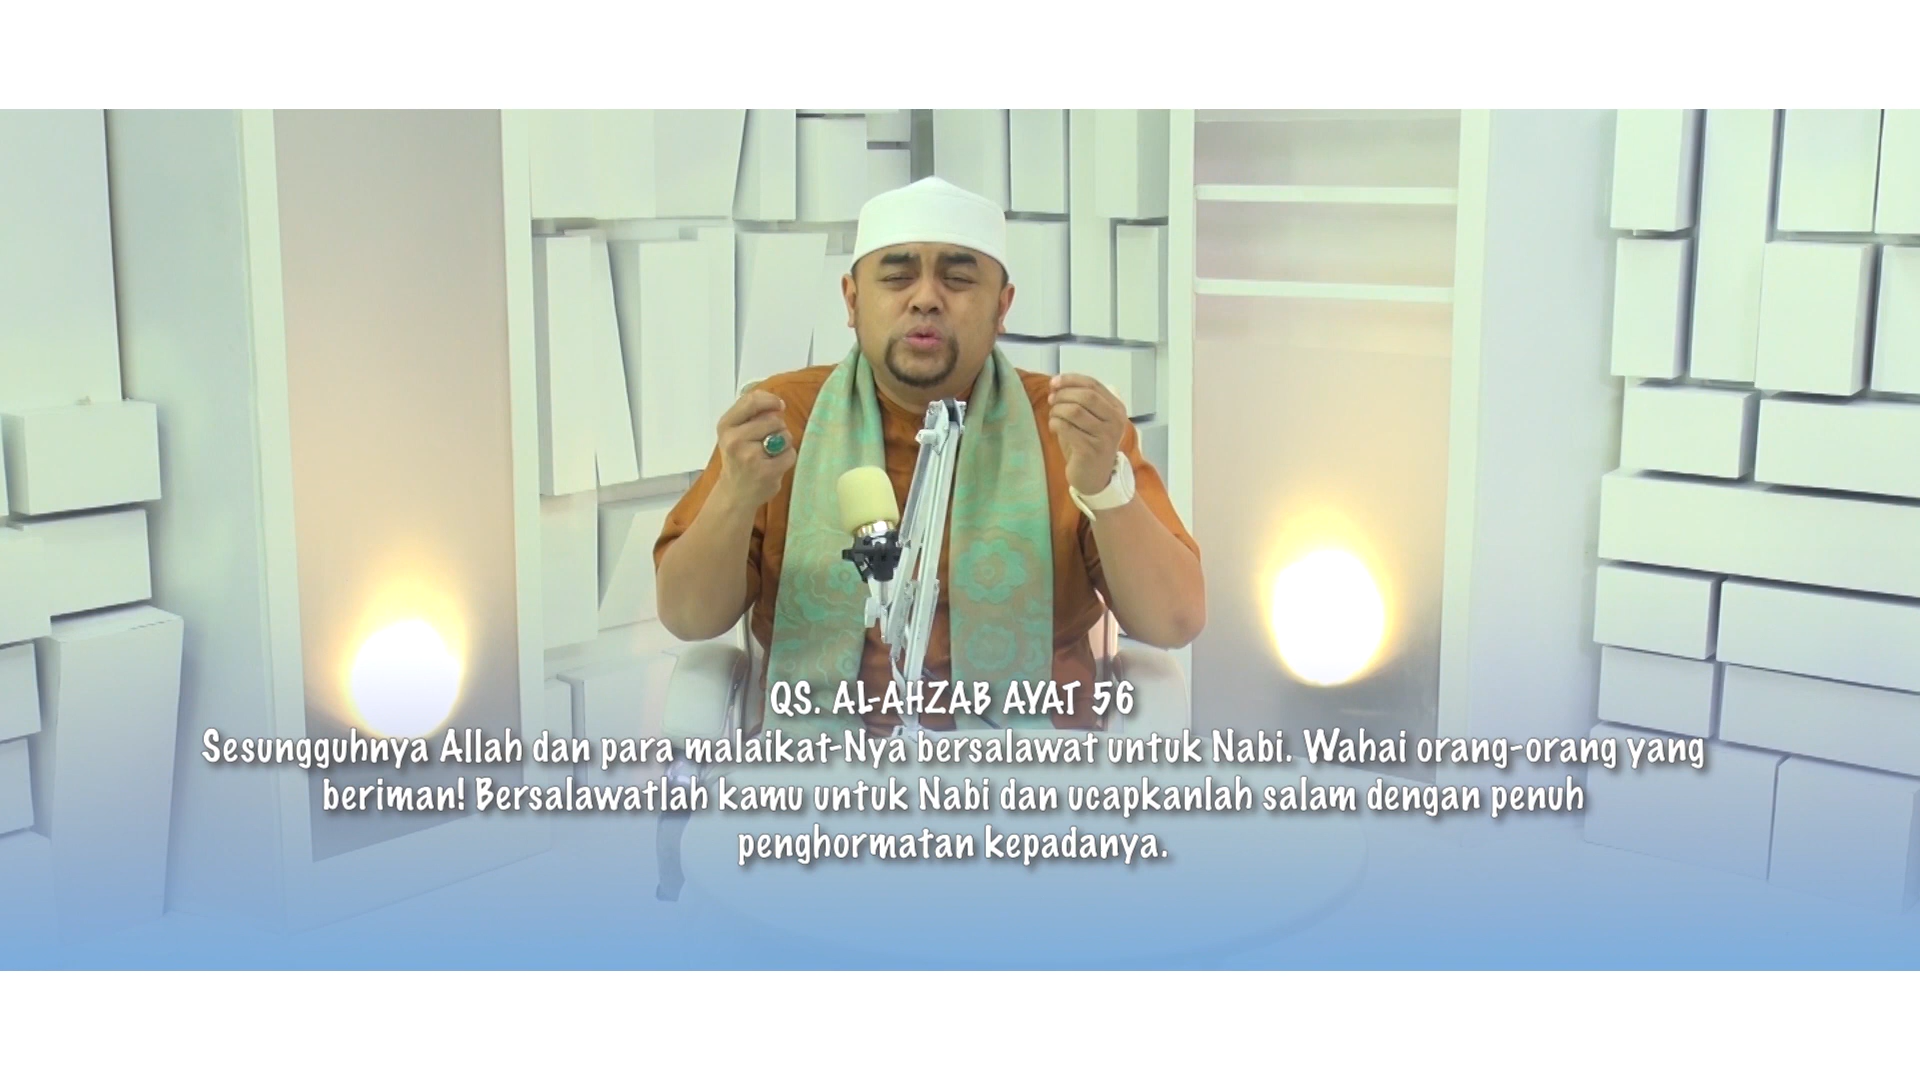 QS. AL-AHZAB AYAT 56
Sesungguhnya Allah dan para malaikat-Nya bersalawat untuk Nabi. Wahai orang-orang yang
beriman! Bersalawatlah kamu untuk Nabi dan ucapkanlah salam dengan penuh
penghormatan kepadanya.